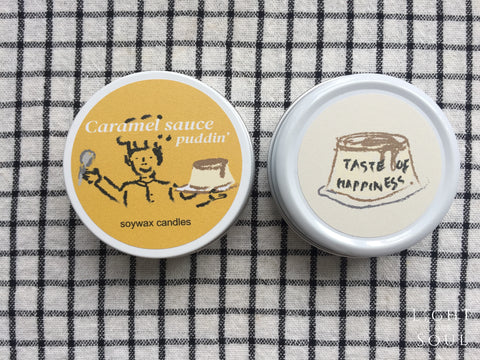 Caramel sauce
puddin'
soywax candles
TASTE OF
HAPPINESS